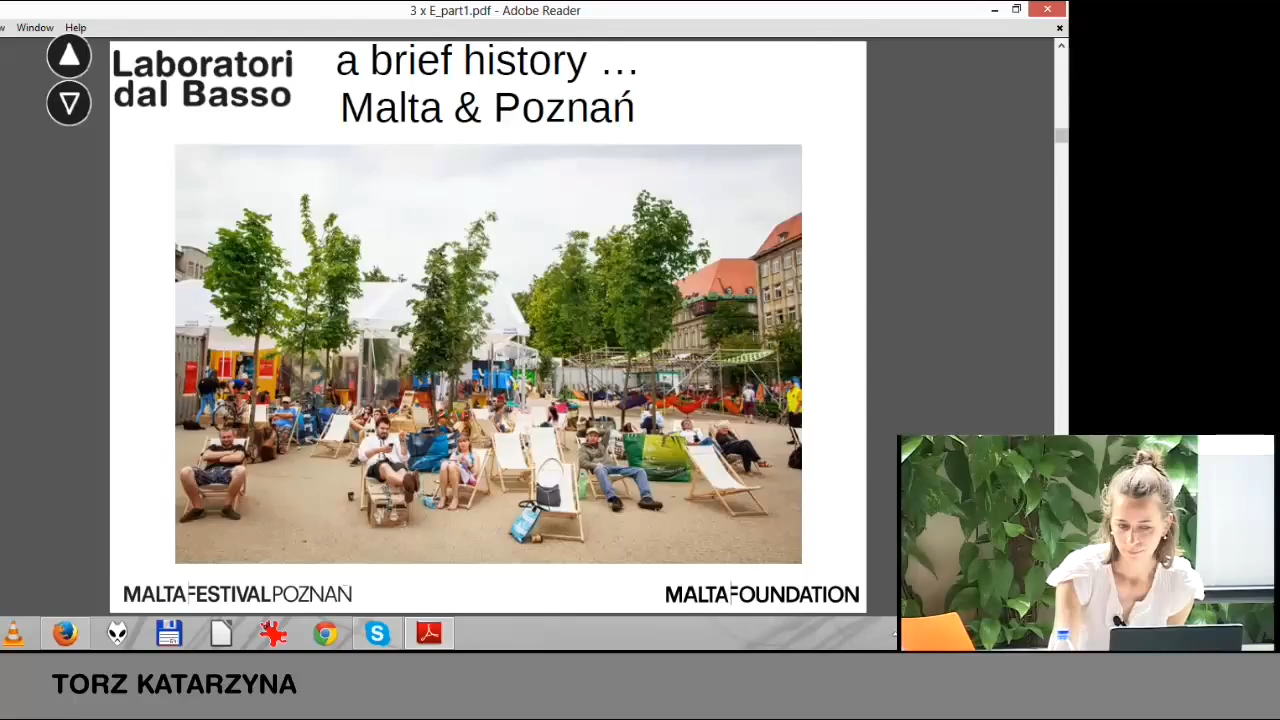 3 x E_part1.pdf - Adobe Reader
w Window Help
Laboratori
dal Basso
a brief history ...
Malta & Poznań
MALTAFESTIVALPOZNAŃ
MALTAFOUNDATION
TORZ KATARZYNA